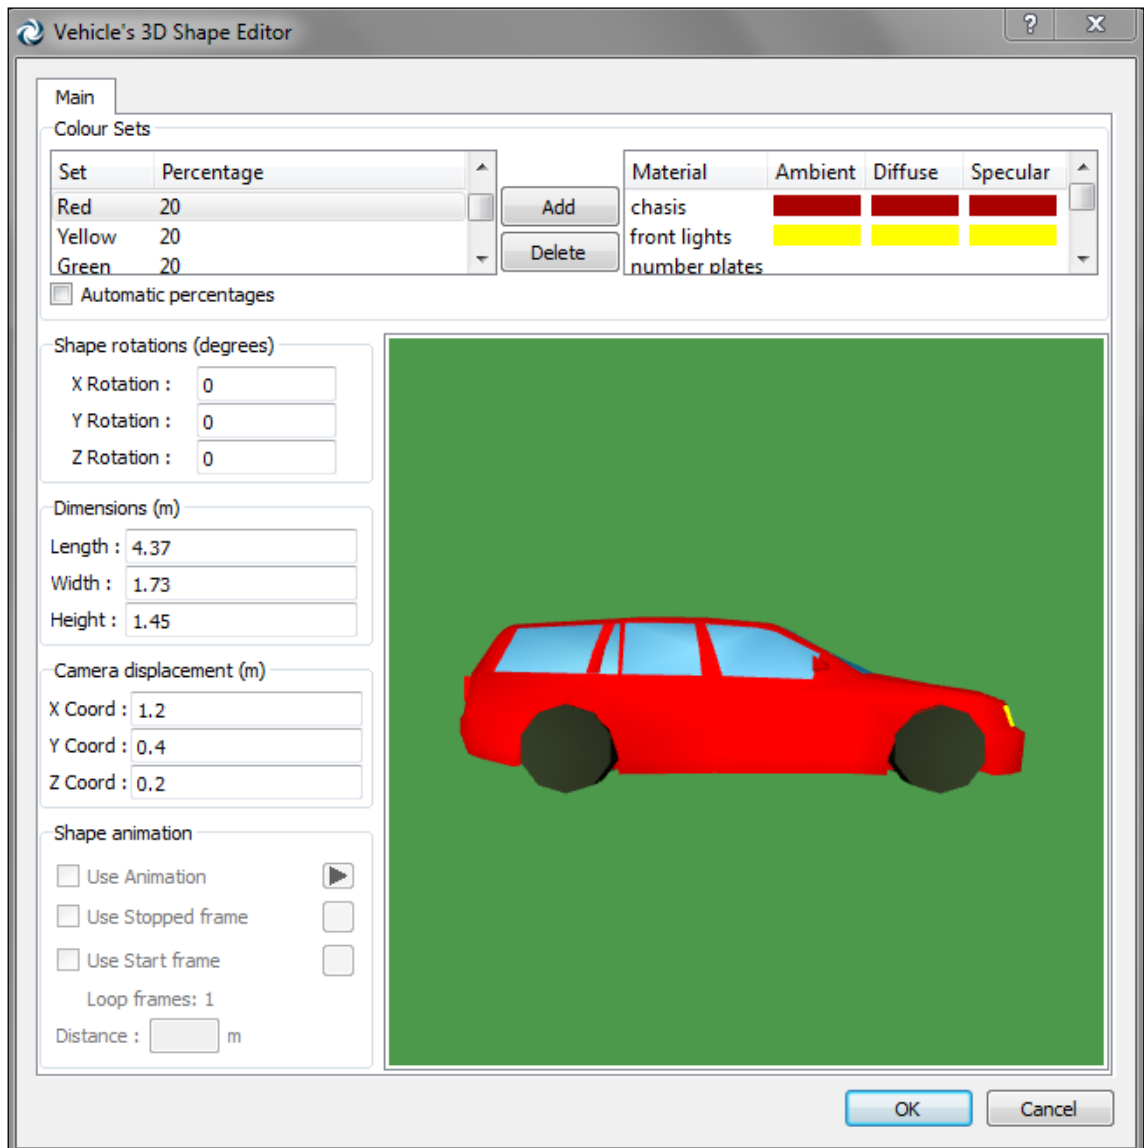 Vehicle's 3D Shape Editor
?
X
Main
Colour Sets
Set Percentage
Red 20
Yellow 20
Green 20
Add
Delete
Material Ambient Diffuse Specular
chasis
front lights
number plates
Automatic percentages
Shape rotations (degrees)
X Rotation : 0
Y Rotation : 0
Z Rotation : 0
Dimensions (m)
Length : 4.37
Width : 1.73
Height : 1.45
Camera displacement (m)
X Coord : 1.2
Y Coord : 0.4
Z Coord : 0.2
Shape animation
Use Animation
Use Stopped frame
Use Start frame
Loop frames: 1
Distance : m
OK Cancel